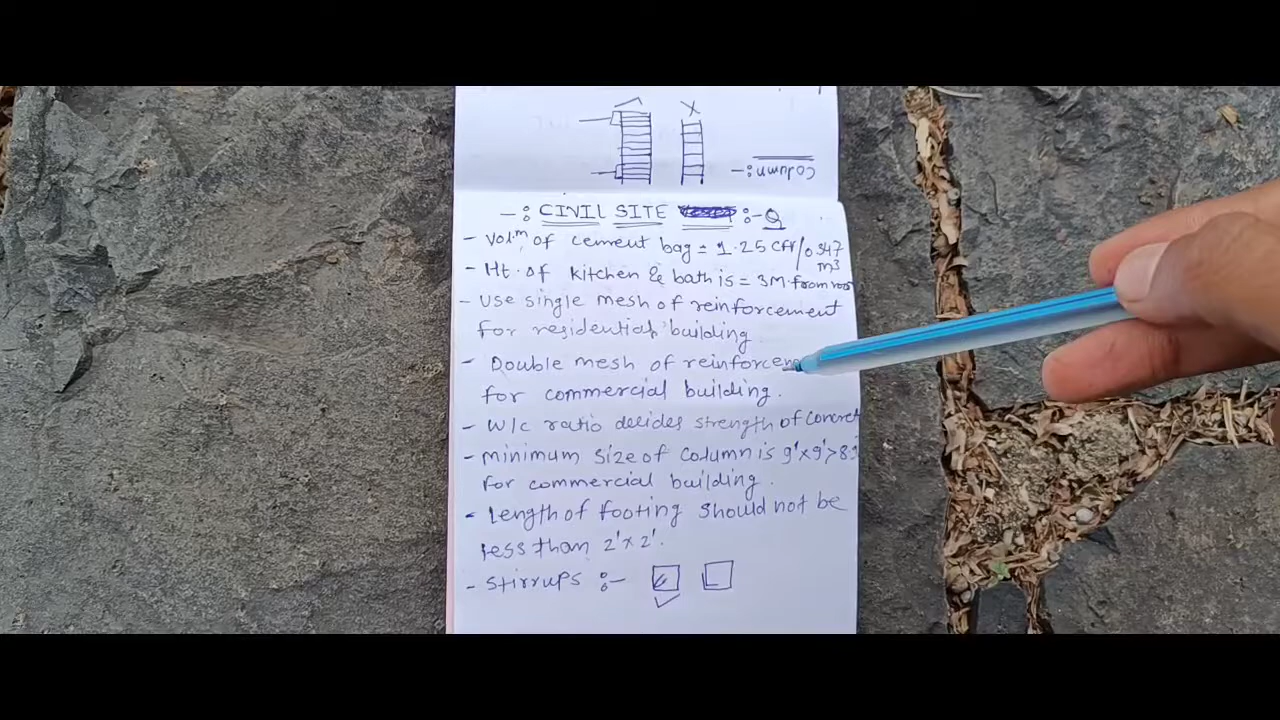 Column :-
-: CIVIL SITE :-
- Vol.m of cement bag = 1.25 cft/0.347 m3
- Ht. of kitchen & bath is = 3M. from
- Use single mesh of reinforcement
for residential building
- Double mesh of reinforcem
for commercial building.
- W/c ratio decides strength of concret
- minimum size of column is 9'x9'>
for commercial building.
- Length of footing should not be
less than 2'x2'.
- Stirrups :-